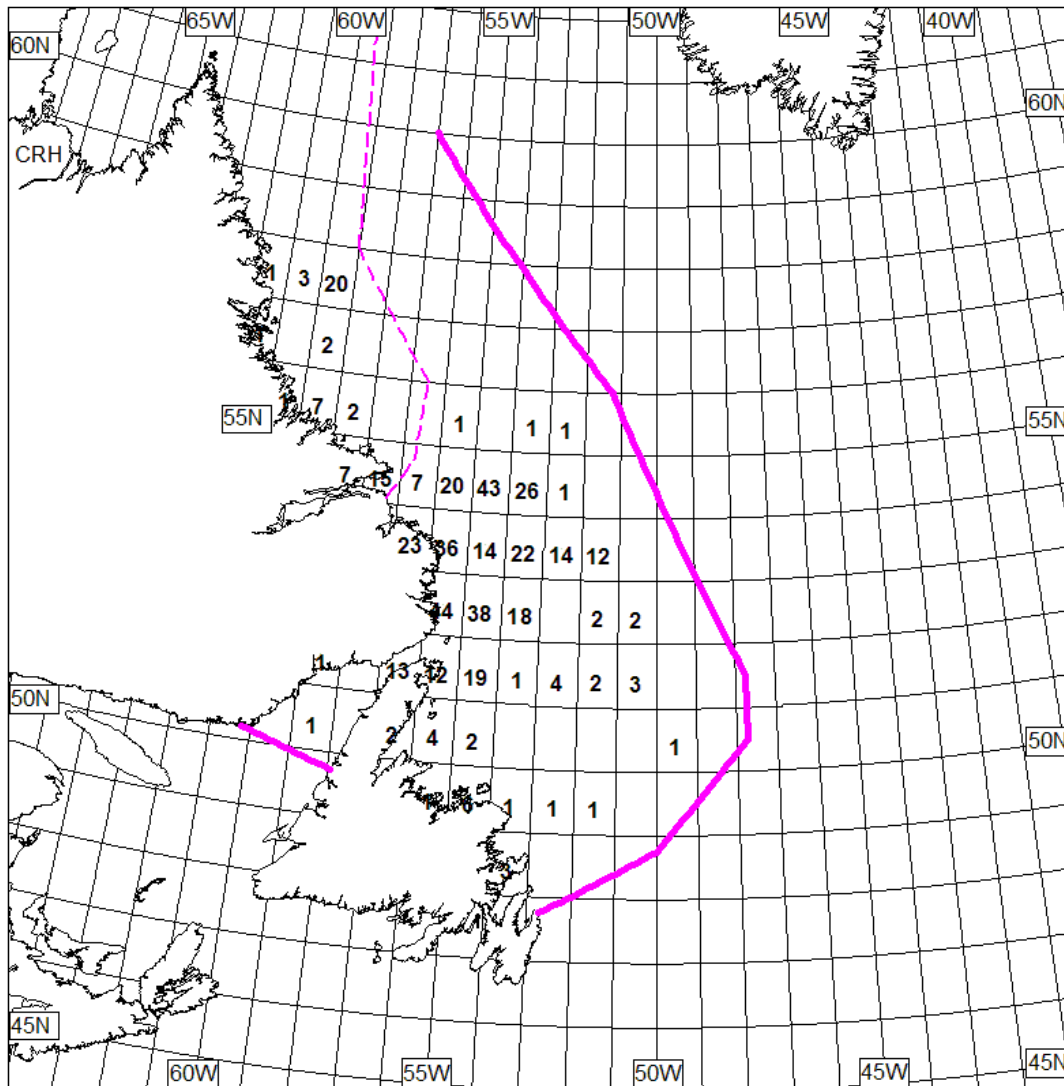 65W 60W 55W 50W 45W 40W
60N
60N
CRH
1 3 20
2
7 2
55N 1 1 1 55N
7 15 7 20 43 26 1
23 36 14 22 14 12
44 38 18 2 2
1 13 12 19 1 4 2 3
50N 1 2 4 2 1 50N
1 6 1 1 1
45N
60W 55W 50W 45W 45N